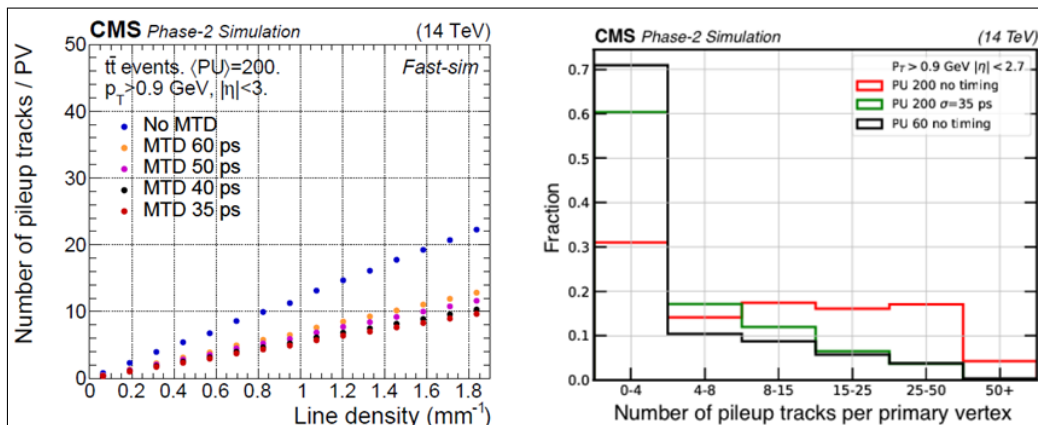 CMS Phase-2 Simulation (14 TeV)
50
40
30
20
10
0
Number of pileup tracks / PV
tt̄ events. ⟨PU⟩=200.
Fast-sim
p_T>0.9 GeV, |η|<3.
No MTD
MTD 60 ps
MTD 50 ps
MTD 40 ps
MTD 35 ps
0 0.2 0.4 0.6 0.8 1 1.2 1.4 1.6 1.8 2
Line density (mm⁻¹)
CMS Phase-2 Simulation (14 TeV)
P_T > 0.9 GeV |η| < 2.7
PU 200 no timing
PU 200 σ=35 ps
PU 60 no timing
0.7
0.6
0.5
0.4
0.3
0.2
0.1
0.0
Fraction
0-4 4-8 8-15 15-25 25-50 50+
Number of pileup tracks per primary vertex